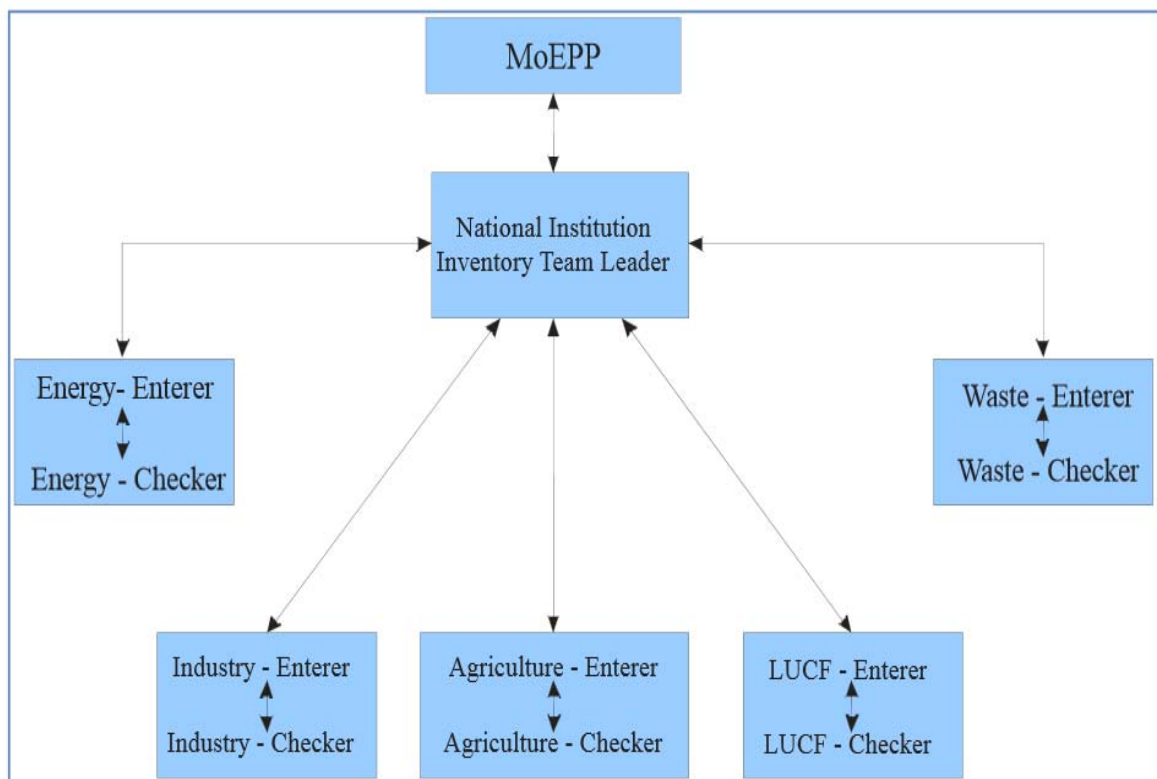 MoEPP
National Institution
Inventory Team Leader
Energy- Enterer
Energy - Checker
Waste - Enterer
Waste - Checker
Industry - Enterer
Industry - Checker
Agriculture - Enterer
Agriculture - Checker
LUCF - Enterer
LUCF - Checker